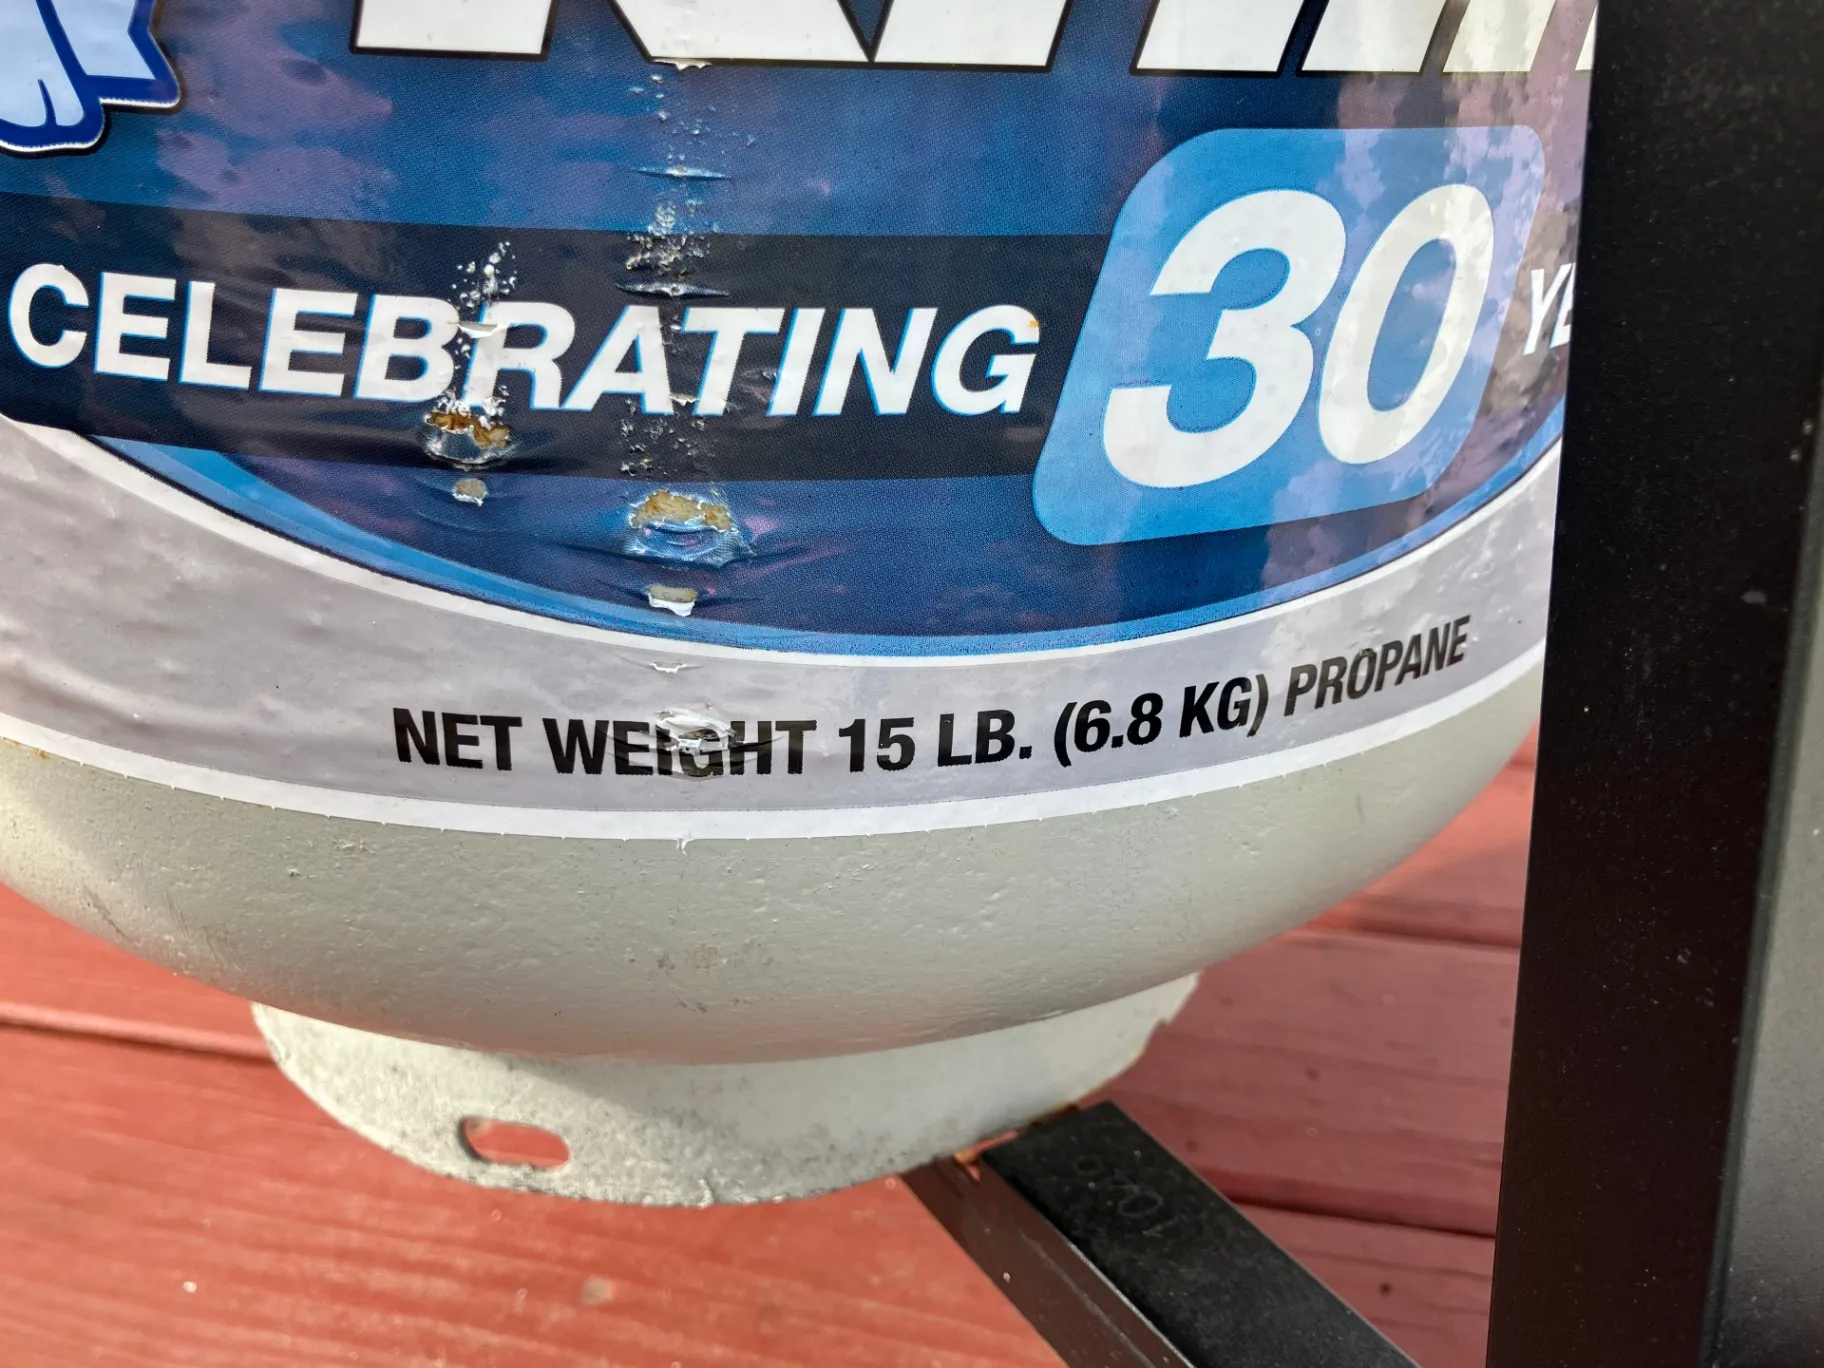 CELEBRATING 30
NET WEIGHT 15 LB. (6.8 KG) PROPANE